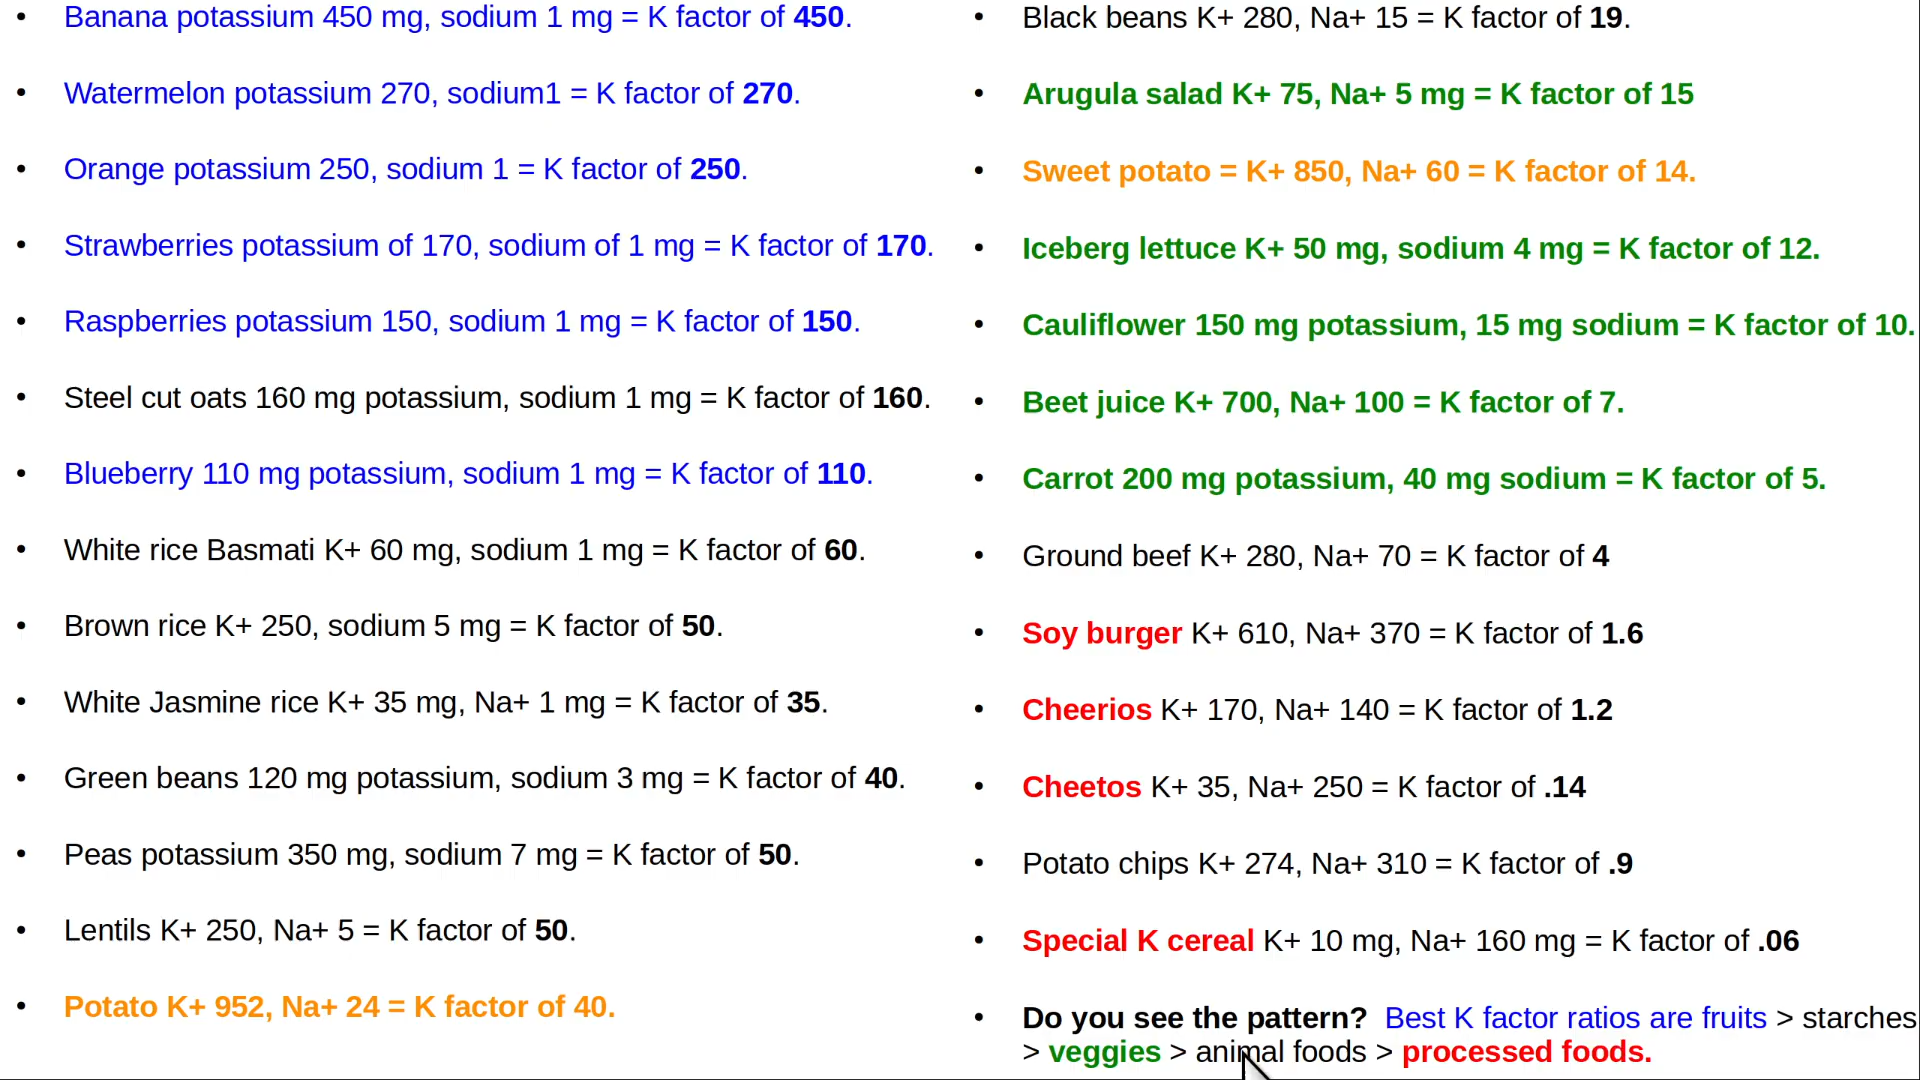 • Banana potassium 450 mg, sodium 1 mg = K factor of 450.
• Watermelon potassium 270, sodium1 = K factor of 270.
• Orange potassium 250, sodium 1 = K factor of 250.
• Strawberries potassium of 170, sodium of 1 mg = K factor of 170.
• Raspberries potassium 150, sodium 1 mg = K factor of 150.
• Steel cut oats 160 mg potassium, sodium 1 mg = K factor of 160.
• Blueberry 110 mg potassium, sodium 1 mg = K factor of 110.
• White rice Basmati K+ 60 mg, sodium 1 mg = K factor of 60.
• Brown rice K+ 250, sodium 5 mg = K factor of 50.
• White Jasmine rice K+ 35 mg, Na+ 1 mg = K factor of 35.
• Green beans 120 mg potassium, sodium 3 mg = K factor of 40.
• Peas potassium 350 mg, sodium 7 mg = K factor of 50.
• Lentils K+ 250, Na+ 5 = K factor of 50.
• Potato K+ 952, Na+ 24 = K factor of 40.
• Black beans K+ 280, Na+ 15 = K factor of 19.
• Arugula salad K+ 75, Na+ 5 mg = K factor of 15
• Sweet potato = K+ 850, Na+ 60 = K factor of 14.
• Iceberg lettuce K+ 50 mg, sodium 4 mg = K factor of 12.
• Cauliflower 150 mg potassium, 15 mg sodium = K factor of 10.
• Beet juice K+ 700, Na+ 100 = K factor of 7.
• Carrot 200 mg potassium, 40 mg sodium = K factor of 5.
• Ground beef K+ 280, Na+ 70 = K factor of 4
• Soy burger K+ 610, Na+ 370 = K factor of 1.6
• Cheerios K+ 170, Na+ 140 = K factor of 1.2
• Cheetos K+ 35, Na+ 250 = K factor of .14
• Potato chips K+ 274, Na+ 310 = K factor of .9
• Special K cereal K+ 10 mg, Na+ 160 mg = K factor of .06
• Do you see the pattern? Best K factor ratios are fruits > starches
> veggies > animal foods > processed foods.